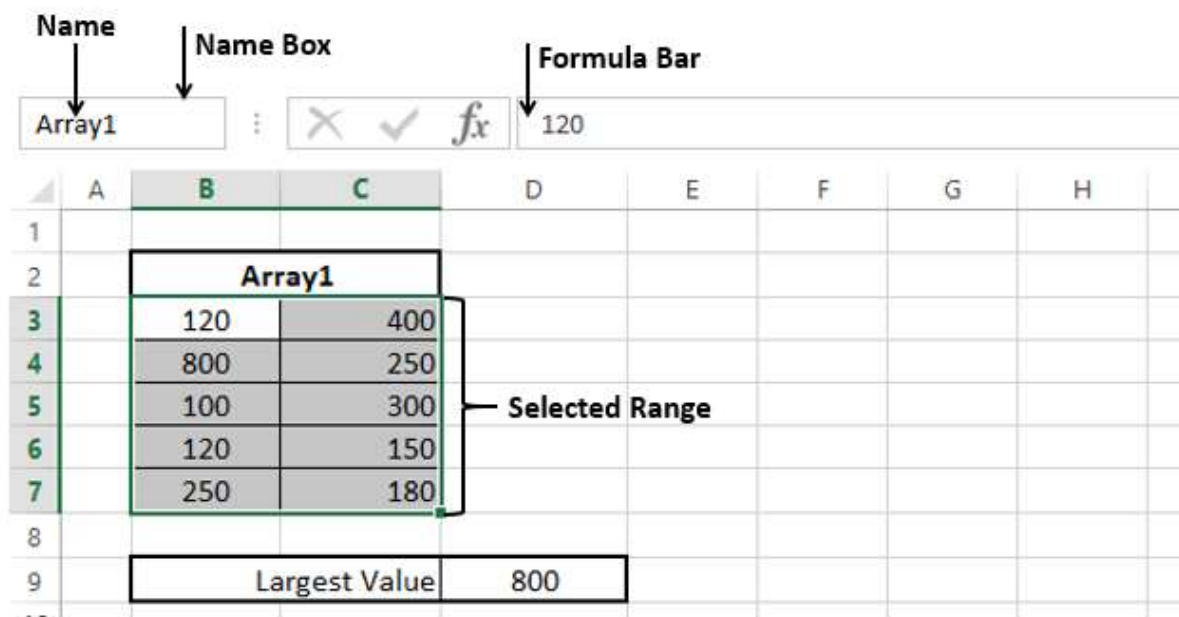 Name
Name Box
Formula Bar
Array1
fx
120
A B C D E F G H
1
2 Array1
3 120 400
4 800 250
5 100 300
Selected Range
6 120 150
7 250 180
8
9 Largest Value 800